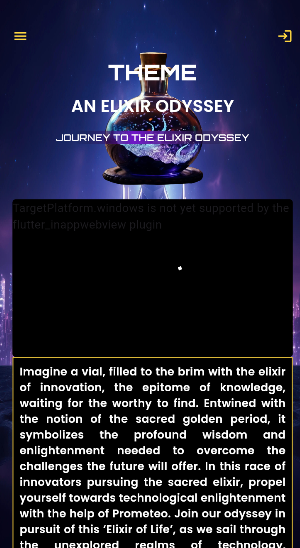 THEME
AN ELIXIR ODYSSEY
JOURNEY TO THE ELIXIR ODYSSEY
TargetPlatform.windows is not yet supported by the
flutter_inappwebview plugin
Imagine a vial, filled to the brim with the elixir
of innovation, the epitome of knowledge,
waiting for the worthy to find. Entwined with
the notion of the sacred golden period, it
symbolizes the profound wisdom and
enlightenment needed to overcome the
challenges the future will offer. In this race of
innovators pursuing the sacred elixir, propel
yourself towards technological enlightenment
with the help of Prometeo. Join our odyssey in
pursuit of this ‘Elixir of Life’, as we sail through
the unexplored realms of technology,